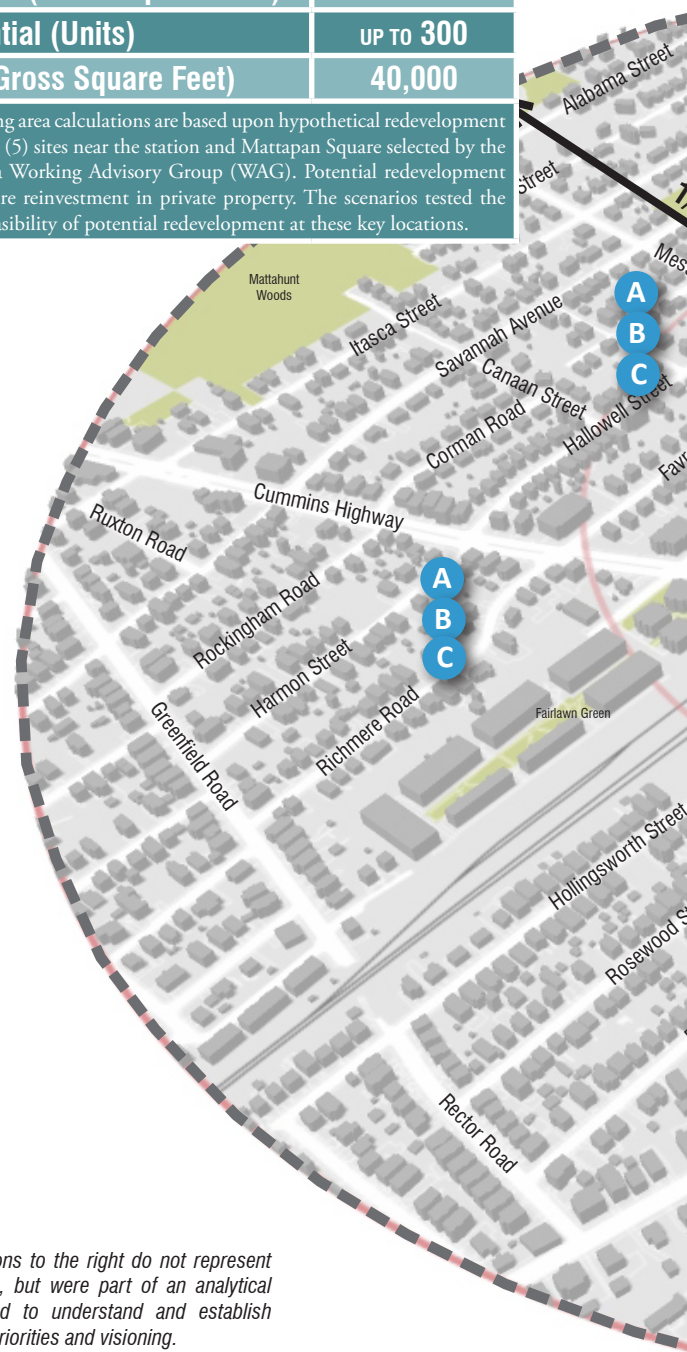 ntial (Units) UP TO 300
Gross Square Feet) 40,000
ng area calculations are based upon hypothetical redevelopment
(5) sites near the station and Mattapan Square selected by the
Working Advisory Group (WAG). Potential redevelopment
re reinvestment in private property. The scenarios tested the
asibility of potential redevelopment at these key locations.
Alabama Street
Street
Mess
Mattahunt
Woods
A
B
C
Itasca Street
Savannah Avenue
Canaan Street
Corman Road
Hallowell Street
Cummins Highway
Ruxton Road
A
B
C
Rockingham Road
Harmon Street
Richmere Road
Greenfield Road
Fairlawn Green
Hollingsworth Street
Rosewood St
Rector Road
ons to the right do not represent
, but were part of an analytical
d to understand and establish
riorities and visioning.